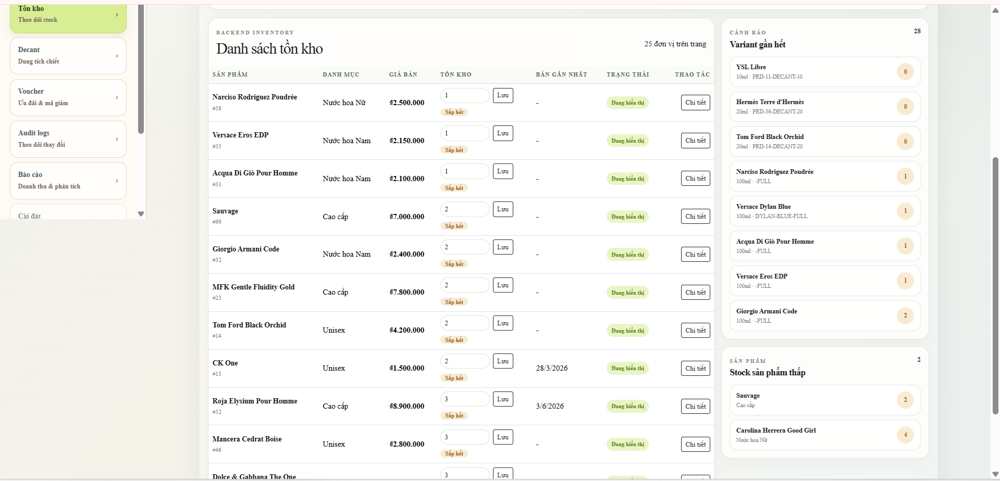 Tồn kho
Theo dõi stock
›
Decant
Dung tích chiết
›
Voucher
Ưu đãi & mã giảm
›
Audit logs
Theo dõi thay đổi
›
Báo cáo
Doanh thu & phân tích
›
Cài đặt
BACKEND INVENTORY
Danh sách tồn kho
25 đơn vị trên trang
SẢN PHẨM DANH MỤC GIÁ BÁN TỒN KHO BÁN GẦN NHẤT TRẠNG THÁI THAO TÁC
Narciso Rodriguez Poudrée
#38
Nước hoa Nữ ₫2.500.000 1 Lưu
Sắp hết
- Đang hiển thị Chi tiết
Versace Eros EDP
#33
Nước hoa Nam ₫2.150.000 1 Lưu
Sắp hết
- Đang hiển thị Chi tiết
Acqua Di Giò Pour Homme
#31
Nước hoa Nam ₫2.100.000 1 Lưu
Sắp hết
- Đang hiển thị Chi tiết
Sauvage
#99
Cao cấp ₫7.000.000 2 Lưu
Sắp hết
- Đang hiển thị Chi tiết
Giorgio Armani Code
#32
Nước hoa Nam ₫2.400.000 2 Lưu
Sắp hết
- Đang hiển thị Chi tiết
MFK Gentle Fluidity Gold
#23
Cao cấp ₫7.800.000 2 Lưu
Sắp hết
- Đang hiển thị Chi tiết
Tom Ford Black Orchid
#14
Unisex ₫4.200.000 2 Lưu
Sắp hết
- Đang hiển thị Chi tiết
CK One
#13
Unisex ₫1.500.000 2 Lưu
Sắp hết
28/3/2026 Đang hiển thị Chi tiết
Roja Elysium Pour Homme
#52
Cao cấp ₫8.900.000 3 Lưu
Sắp hết
3/6/2026 Đang hiển thị Chi tiết
Mancera Cedrat Boise
#46
Unisex ₫2.800.000 3 Lưu
Sắp hết
- Đang hiển thị Chi tiết
Dolce & Gabbana The One 3 Lưu
CẢNH BÁO
28
Variant gần hết
YSL Libre
10ml · PRD-11-DECANT-10
0
Hermès Terre d'Hermès
20ml · PRD-36-DECANT-20
0
Tom Ford Black Orchid
20ml · PRD-14-DECANT-20
0
Narciso Rodriguez Poudrée
100ml · -FULL
1
Versace Dylan Blue
100ml · DYLAN-BLUE-FULL
1
Acqua Di Giò Pour Homme
100ml · -FULL
1
Versace Eros EDP
100ml · -FULL
1
Giorgio Armani Code
100ml · -FULL
2
SẢN PHẨM
2
Stock sản phẩm thấp
Sauvage
Cao cấp
2
Carolina Herrera Good Girl
Nước hoa Nữ
4